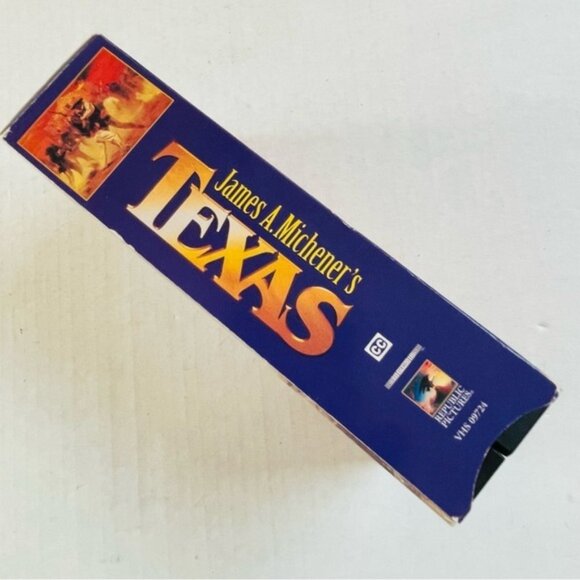 James A. Michener's
TEXAS
CC
REPUBLIC
PICTURES
VHS 09724